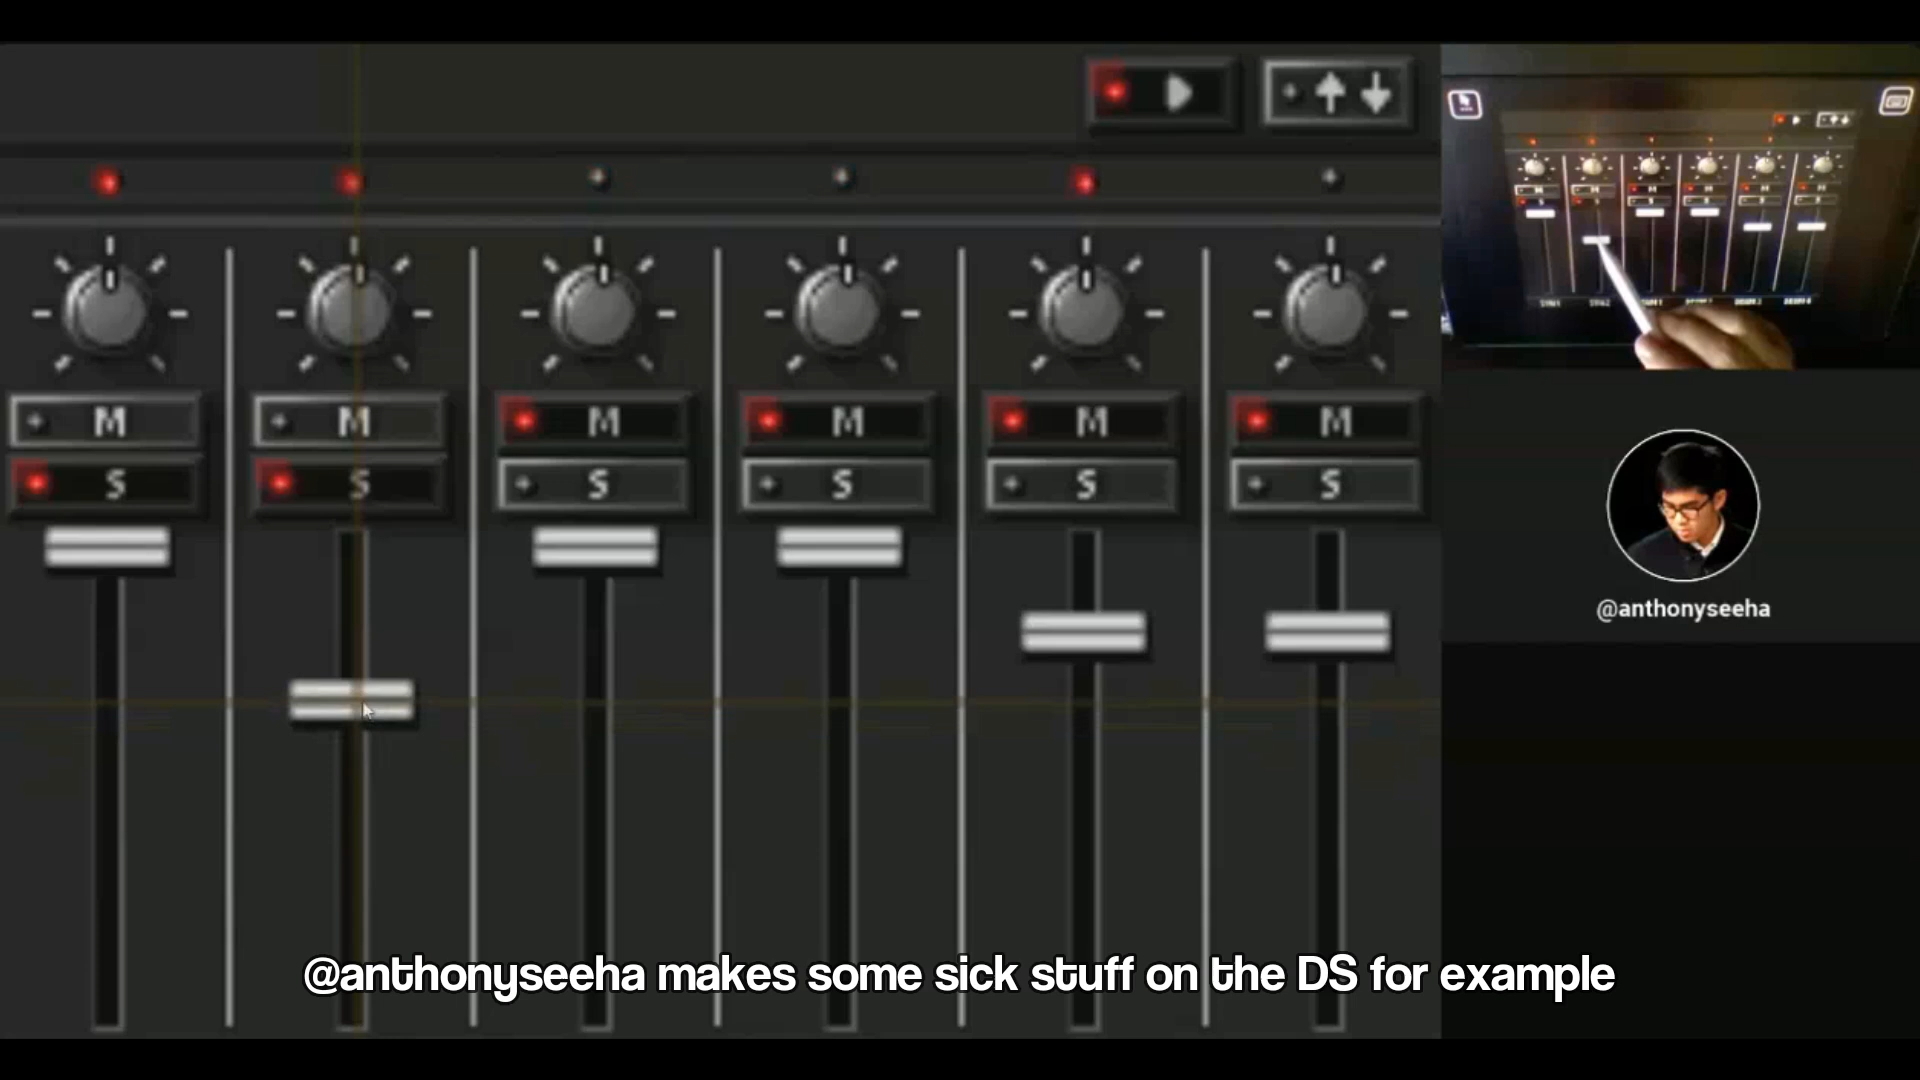 M M M M M M
S S S S S S
@anthonyseeha
@anthonyseeha makes some sick stuff on the DS for example